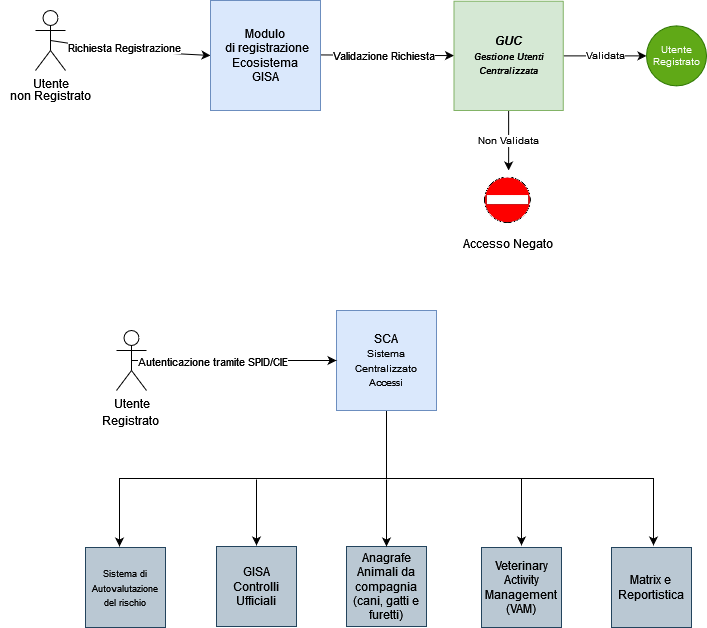 Utente
non Registrato
Richiesta Registrazione
Modulo
di registrazione
Ecosistema
GISA
Validazione Richiesta
GUC
Gestione Utenti
Centralizzata
Validata
Utente
Registrato
Non Validata
Accesso Negato
Utente
Registrato
Autenticazione tramite SPID/CIE
SCA
Sistema
Centralizzato
Accessi
Sistema di
Autovalutazione
del rischio
GISA
Controlli
Ufficiali
Anagrafe
Animali da
compagnia
(cani, gatti e
furetti)
Veterinary
Activity
Management
(VAM)
Matrix e
Reportistica